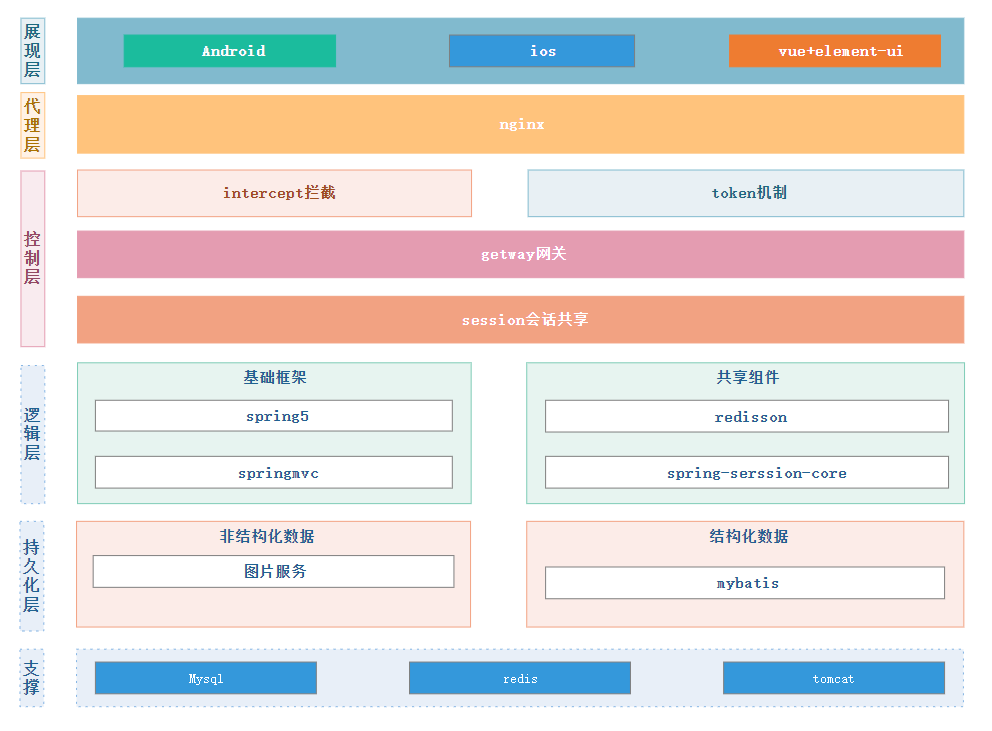 展现层
Android
ios
vue+element-ui
代理层
nginx
控制层
intercept拦截
token机制
getway网关
session会话共享
逻辑层
基础框架
spring5
springmvc
共享组件
redisson
spring-serssion-core
持久化层
非结构化数据
图片服务
结构化数据
mybatis
支撑
Mysql
redis
tomcat